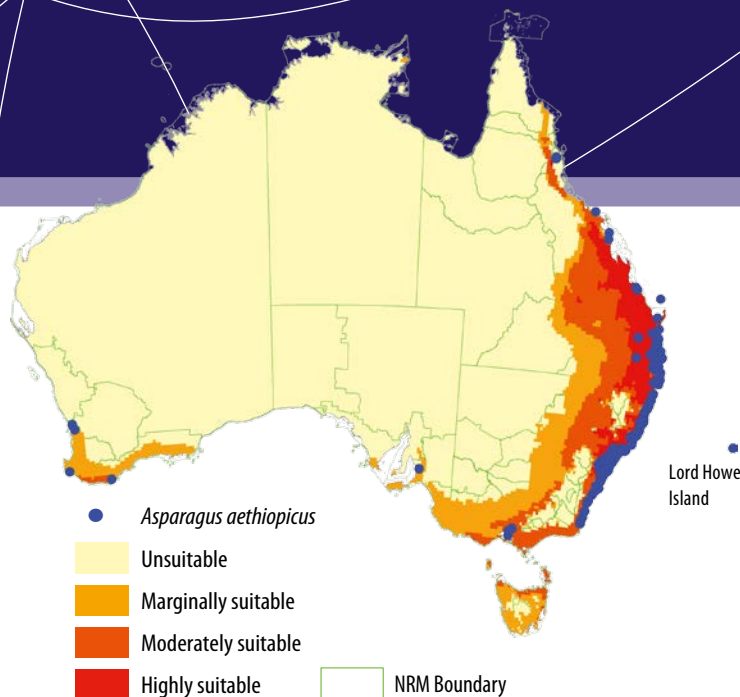 Lord Howe
Island
Asparagus aethiopicus
Unsuitable
Marginally suitable
Moderately suitable
Highly suitable
NRM Boundary